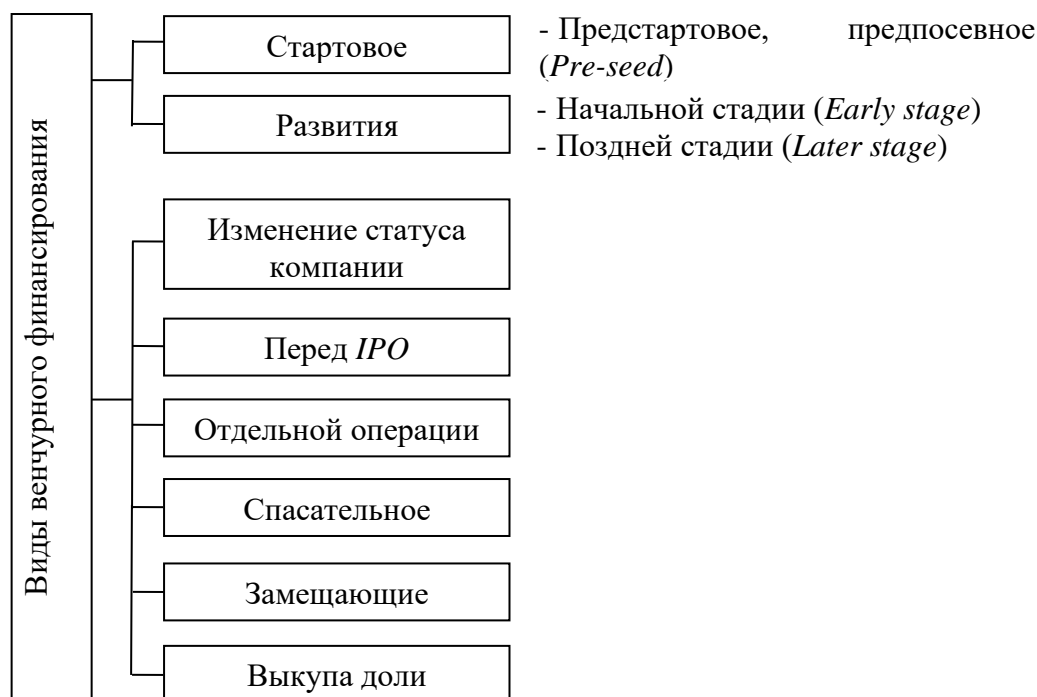 Виды венчурного финансирования
Стартовое
- Предстартовое, предпосевное
(Pre-seed)
Развития
- Начальной стадии (Early stage)
- Поздней стадии (Later stage)
Изменение статуса
компании
Перед IPO
Отдельной операции
Спасательное
Замещающие
Выкупа доли